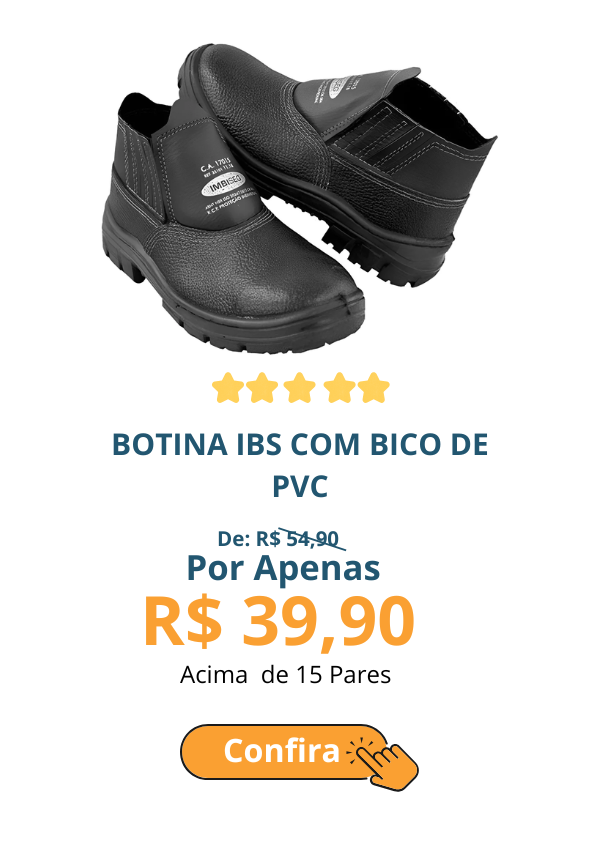 C.A. 17015
IMBISEG
BOTINA IBS COM BICO DE
PVC
De: R$ 54,90
Por Apenas
R$ 39,90
Acima  de 15 Pares
Confira